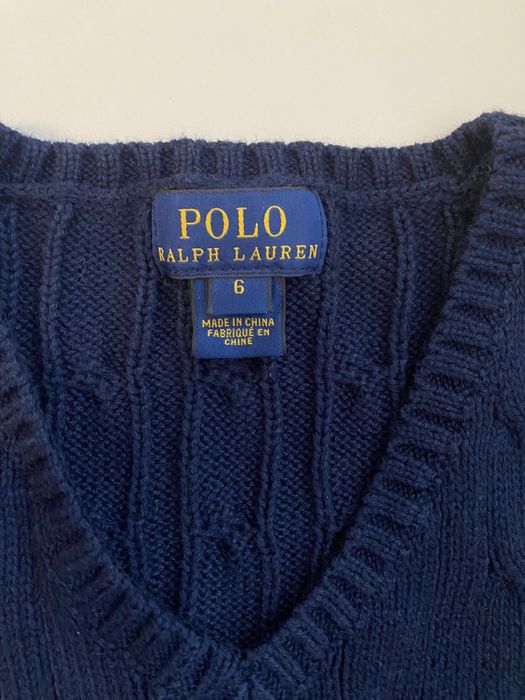 POLO
RALPH LAUREN
6
MADE IN CHINA
FABRIQUÉ EN
CHINE